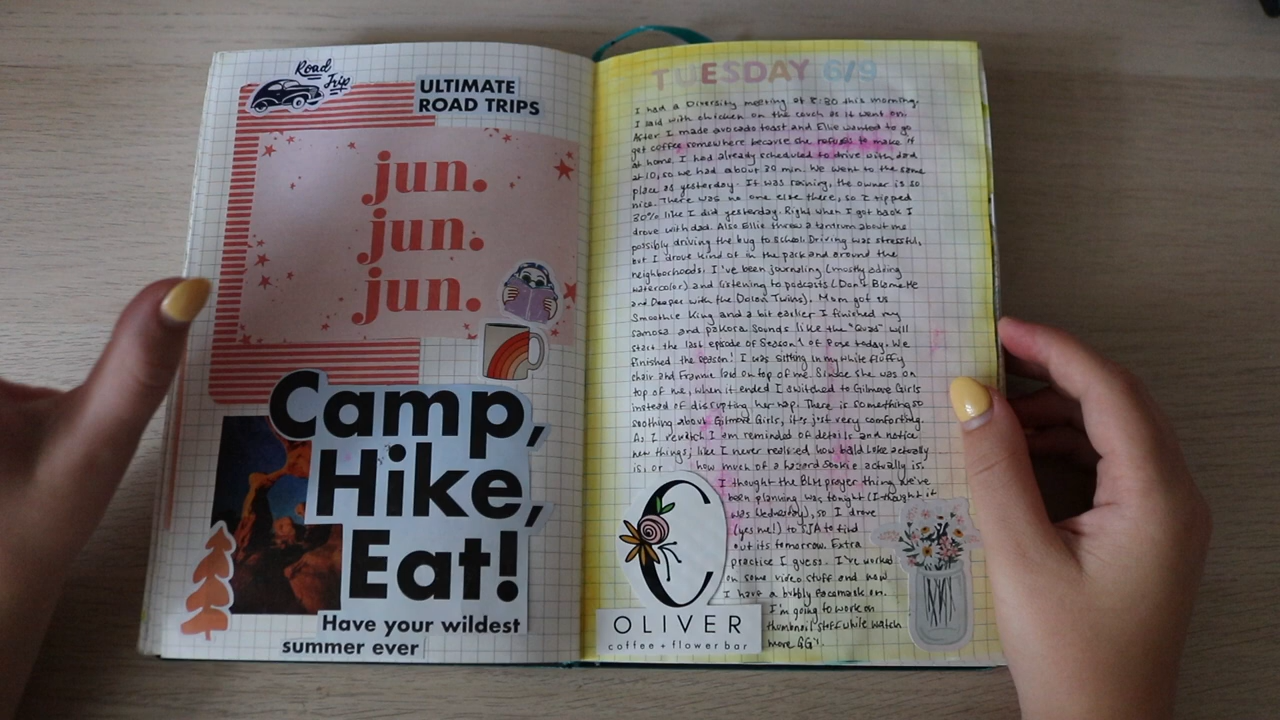 Road
Trip
ULTIMATE
ROAD TRIPS
jun.
jun.
jun.
Camp,
Hike,
Eat!
Have your wildest
summer ever
TUESDAY 6/9
I had a Diversity meeting at 8:30 this morning.
I laid with chicken on the couch as it went on.
After I made avocado toast and Ellie wanted to go
get coffee somewhere because she refuses to make it
at home. I had already scheduled to drive with dad
at 10, so we had about 30 min. We went to the same
place as yesterday. It was raining, the owner is so
nice. There was no one else there, so I tipped
30% like I did yesterday. Right when I got back I
drove with dad. Also Ellie threw a tantrum about me
possibly driving the bug to school. Driving was stressful,
but I drove kind of in the park and around the
neighborhoods. I've been journaling (mostly adding
watercolor) and listening to podcasts (Don't Blame Me
and Deeper with the Dolan Twins). Mom got us
Smoothie King and a bit earlier I finished my
samosa and pakora. Sounds like the "Quad" will
start the last episode of Season 1 of Pose today. We
finished the season! I was sitting in my white fluffy
chair and Frannie laid on top of me. Since she was on
top of me, when it ended I switched to Gilmore Girls
instead of disrupting her nap. There is something so
soothing about Gilmore Girls, it's just very comforting.
As I rewatch I am reminded of details and notice
new things, like I never realized how bald Luke actually
is, or how much of a hazard Sookie actually is.
I thought the BLM prayer thing we've
been planning was tonight (I thought it
was Wednesday), so I drove
(yes me!) to JJA to find
out its tomorrow. Extra
practice I guess. I've worked
on some video stuff and now
I have a bubbly facemask on.
I'm going to work on
thumbnail stuff while watch
more GG!
C
OLIVER
coffee + flower bar